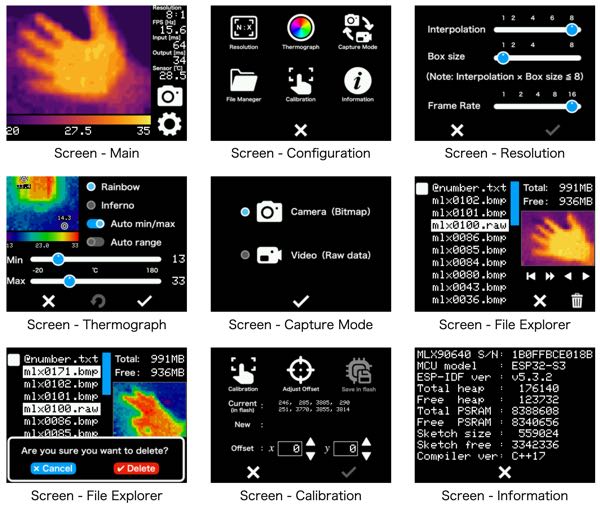 Resolution
8:1
FPS [Hz]
15.6
Input [ms]
64
Output [ms]
34
Sensor [℃]
28.5
20 27.5 35
Screen - Main
N:X
Resolution Thermograph Capture Mode
File Maneger Calibration Information
Screen - Configuration
1 2 4 8
Interpolation
1 2 4 8
Box size
(Note: Interpolation × Box size ≦ 8)
1 2 4 8 16
Frame Rate
Screen - Resolution
14.3
13 23.0 33
Rainbow
Inferno
Auto min/max
Auto range
Min 13
-20 ℃ 180
Max 33
Screen - Thermograph
Camera (Bitmap)
Video (Raw data)
Screen - Capture Mode
@number.txt
mlx0102.bmp
mlx0101.bmp
mlx0100.raw
mlx0086.bmp
mlx0085.bmp
mlx0084.bmp
mlx0080.bmp
mlx0043.bmp
mlx0036.bmp
Total: 991MB
Free: 936MB
Screen - File Explorer
@number.txt
mlx0171.bmp
mlx0102.bmp
mlx0101.bmp
mlx0100.raw
mlx0086.bmp
mlx0085.bmp
Total: 991MB
Free: 936MB
Are you sure you want to delete?
Cancel Delete
Screen - File Explorer
Calibration Adjust Offset Save in flash
Current : 246, 285, 3885, 290
(in flash) 251, 3770, 3855, 3814
New :
Offset : x 0 y 0
Screen - Calibration
MLX90640 S/N: 1B0FFBCE018B
MCU model : ESP32-S3
ESP-IDF ver : v5.3.2
Total heap : 176140
Free heap : 123732
Total PSRAM : 8388608
Free PSRAM : 8340656
Sketch size : 559024
Sketch free : 3342336
Compiler ver: C++17
Screen - Information